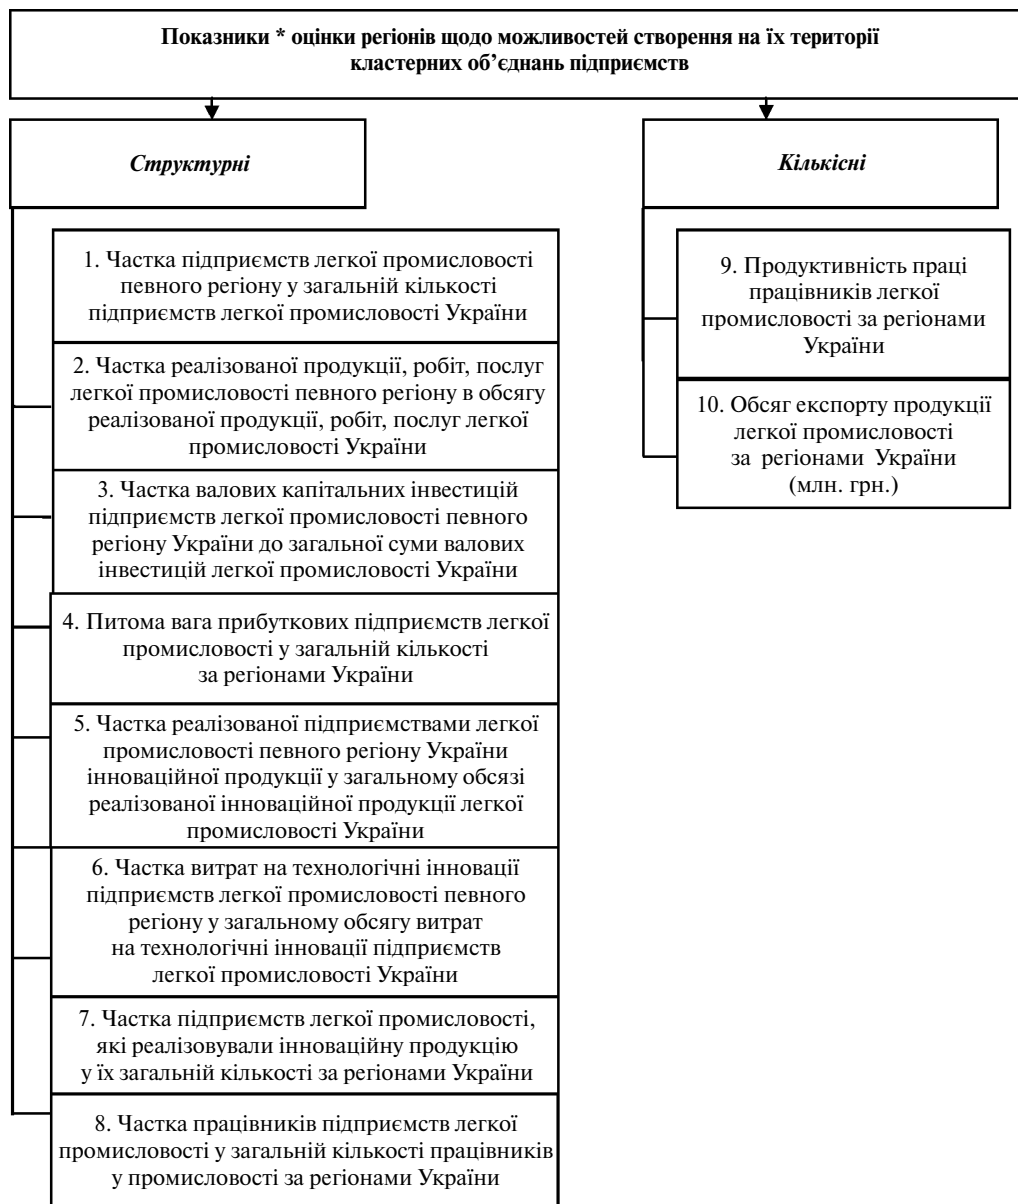 Показники * оцінки регіонів щодо можливостей створення на їх території
кластерних об’єднань підприємств
Структурні
Кількісні
1. Частка підприємств легкої промисловості
певного регіону у загальній кількості
підприємств легкої промисловості України
2. Частка реалізованої продукції, робіт, послуг
легкої промисловості певного регіону в обсягу
реалізованої продукції, робіт, послуг легкої
промисловості України
3. Частка валових капітальних інвестицій
підприємств легкої промисловості певного
регіону України до загальної суми валових
інвестицій легкої промисловості України
4. Питома вага прибуткових підприємств легкої
промисловості у загальній кількості
за регіонами України
5. Частка реалізованої підприємствами легкої
промисловості певного регіону України
інноваційної продукції у загальному обсязі
реалізованої інноваційної продукції легкої
промисловості України
6. Частка витрат на технологічні інновації
підприємств легкої промисловості певного
регіону у загальному обсягу витрат
на технологічні інновації підприємств
легкої промисловості України
7. Частка підприємств легкої промисловості,
які реалізовували інноваційну продукцію
у їх загальній кількості за регіонами України
8. Частка працівників підприємств легкої
промисловості у загальній кількості працівників
у промисловості за регіонами України
9. Продуктивність праці
працівників легкої
промисловості за регіонами
України
10. Обсяг експорту продукції
легкої промисловості
за регіонами України
(млн. грн.)